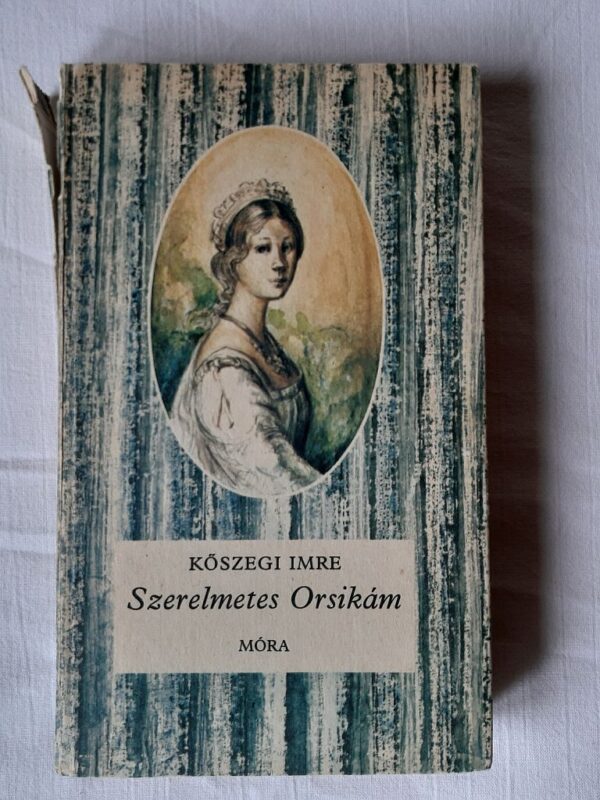 KŐSZEGI IMRE
Szerelmetes Orsikám
MÓRA